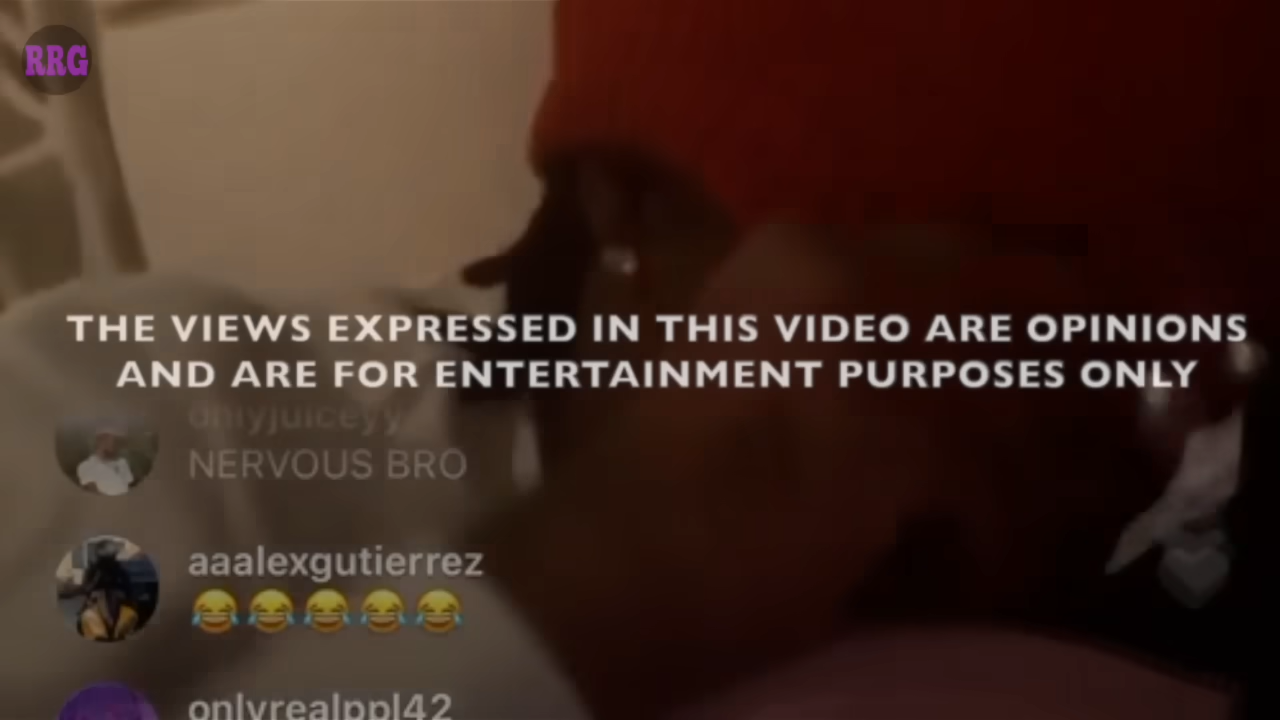 RRG
THE VIEWS EXPRESSED IN THIS VIDEO ARE OPINIONS
AND ARE FOR ENTERTAINMENT PURPOSES ONLY
onlyjuiceyy
NERVOUS BRO
aaalexgutierrez
😂😂😂😂😂
onlyrealppl42